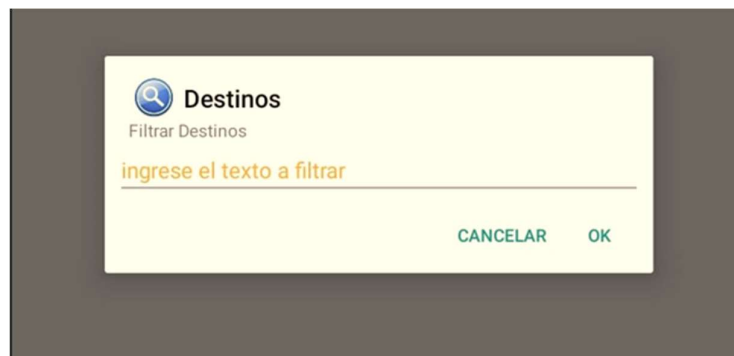 Destinos
Filtrar Destinos
ingrese el texto a filtrar
CANCELAR OK